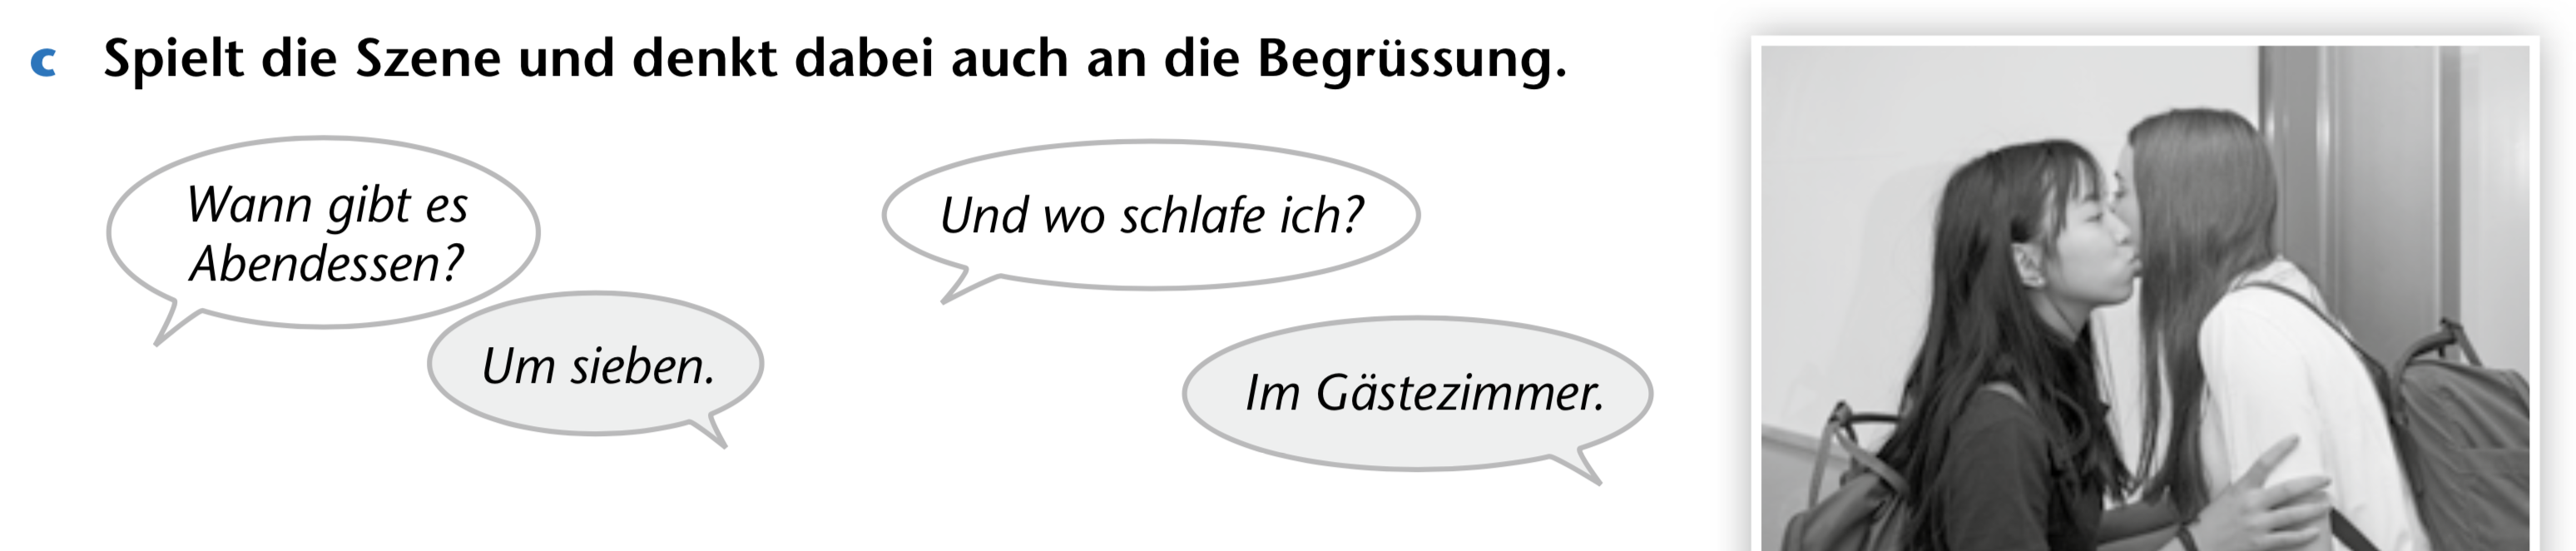 c Spielt die Szene und denkt dabei auch an die Begrüssung.
Wann gibt es
Abendessen?
Um sieben.
Und wo schlafe ich?
Im Gästezimmer.